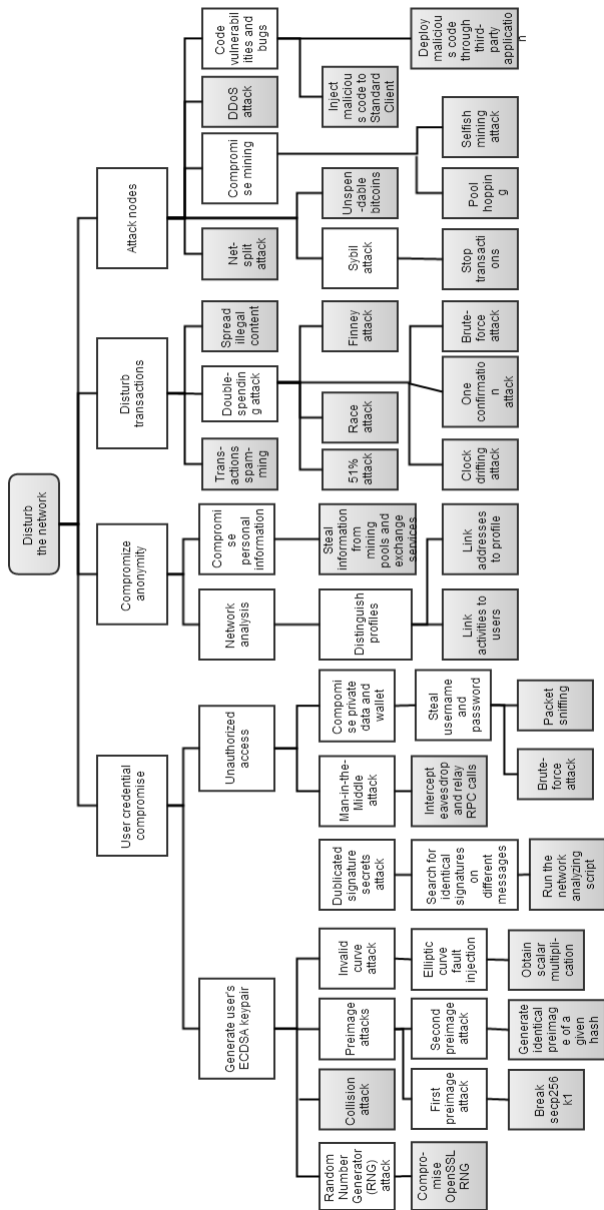 Disturb
the network
User credential
compromise
Compromize
anonymity
Disturb
transactions
Attack nodes
Generate user's
ECDSA keypair
Unauthorized
access
Network
analysis
Compromi
se
personal
information
Trans-
actions
spam-
ming
Double-
spendin
g attack
Spread
illegal
content
Net-
split
attack
Compromi
se mining
DDoS
attack
Code
vulnerabil
ities and
bugs
Random
Number
Generator
(RNG)
attack
Collision
attack
Preimage
attacks
Invalid
curve
attack
Dublicated
signature
secrets
attack
Man-in-the-
Middle
attack
Compomi
se private
data and
wallet
Distinguish
profiles
Steal
information
from
mining
pools and
exchange
services
51%
attack
Race
attack
Finney
attack
Sybil
attack
Unspen
-dable
bitcoins
Inject
maliciou
s code to
Standard
Client
Compro-
mise
OpenSSL
RNG
First
preimage
attack
Second
preimage
attack
Elliptic
curve
fault
injection
Search for
identical
signatures
on
different
messages
Intercept
eavesdrop
and relay
RPC calls
Steal
username
and
password
Link
activities to
users
Link
addresses
to profile
Clock
drifting
attack
One
confirmatio
n
attack
Brute-
force
attack
Stop
transacti
ons
Pool
hoppin
g
Selfish
mining
attack
Deploy
maliciou
s code
through
third-
party
applicatio
n
Break
secp256
k1
Generate
identical
preimag
e of a
given
hash
Obtain
scalar
multipli-
cation
Run the
network
analyzing
script
Brute-
force
attack
Packet
sniffing